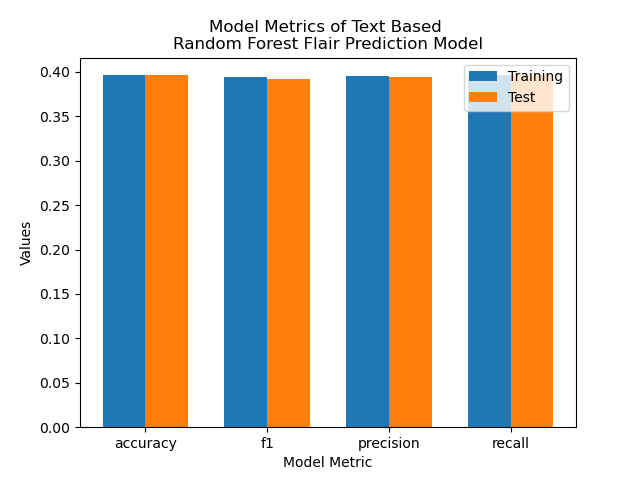 Model Metrics of Text Based
Random Forest Flair Prediction Model
Training
Test
0.40
0.35
0.30
0.25
0.20
0.15
0.10
0.05
0.00
Values
accuracy f1 precision recall
Model Metric